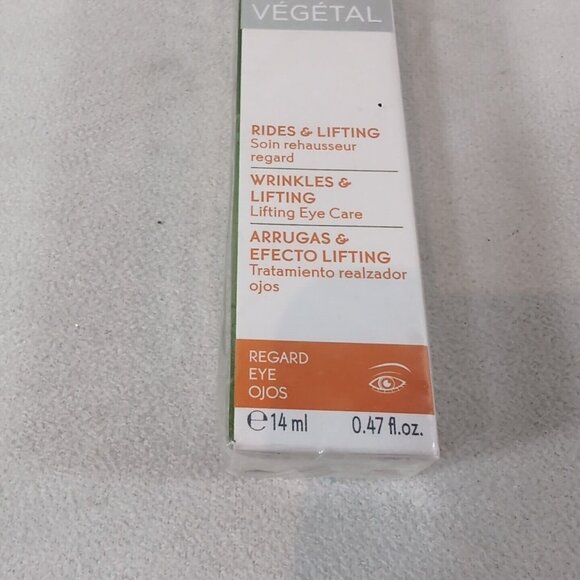 VÉGÉTAL
RIDES & LIFTING
Soin rehausseur
regard
WRINKLES &
LIFTING
Lifting Eye Care
ARRUGAS &
EFECTO LIFTING
Tratamiento realzador
ojos
REGARD
EYE
OJOS
℮14 ml 0.47 fl.oz.